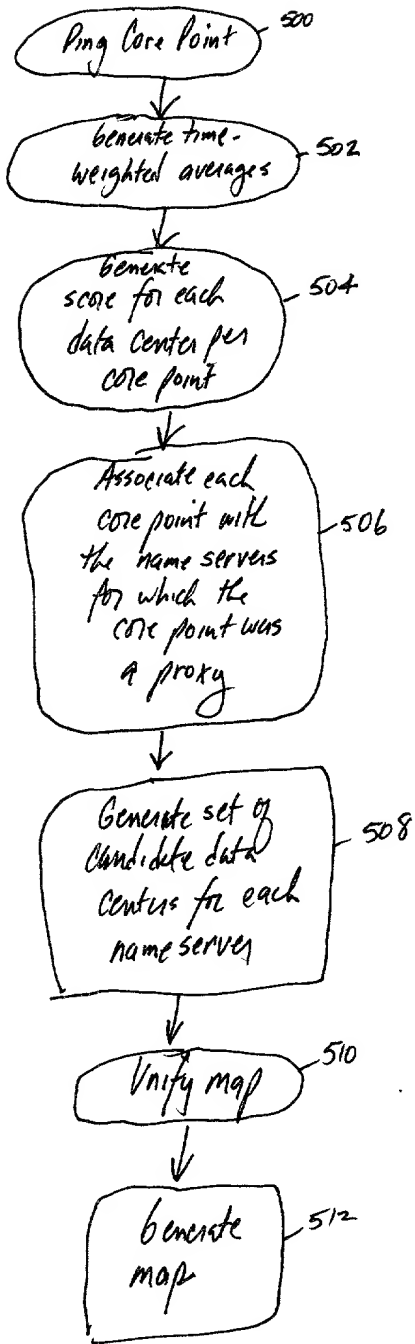 Ping Core Point
500
Generate time-
weighted averages
502
Generate
score for each
data center per
core point
504
Associate each
core point with
the name servers
for which the
core point was
a proxy
506
Generate set of
candidate data
centers for each
name server
508
Unify map
510
Generate
map
512